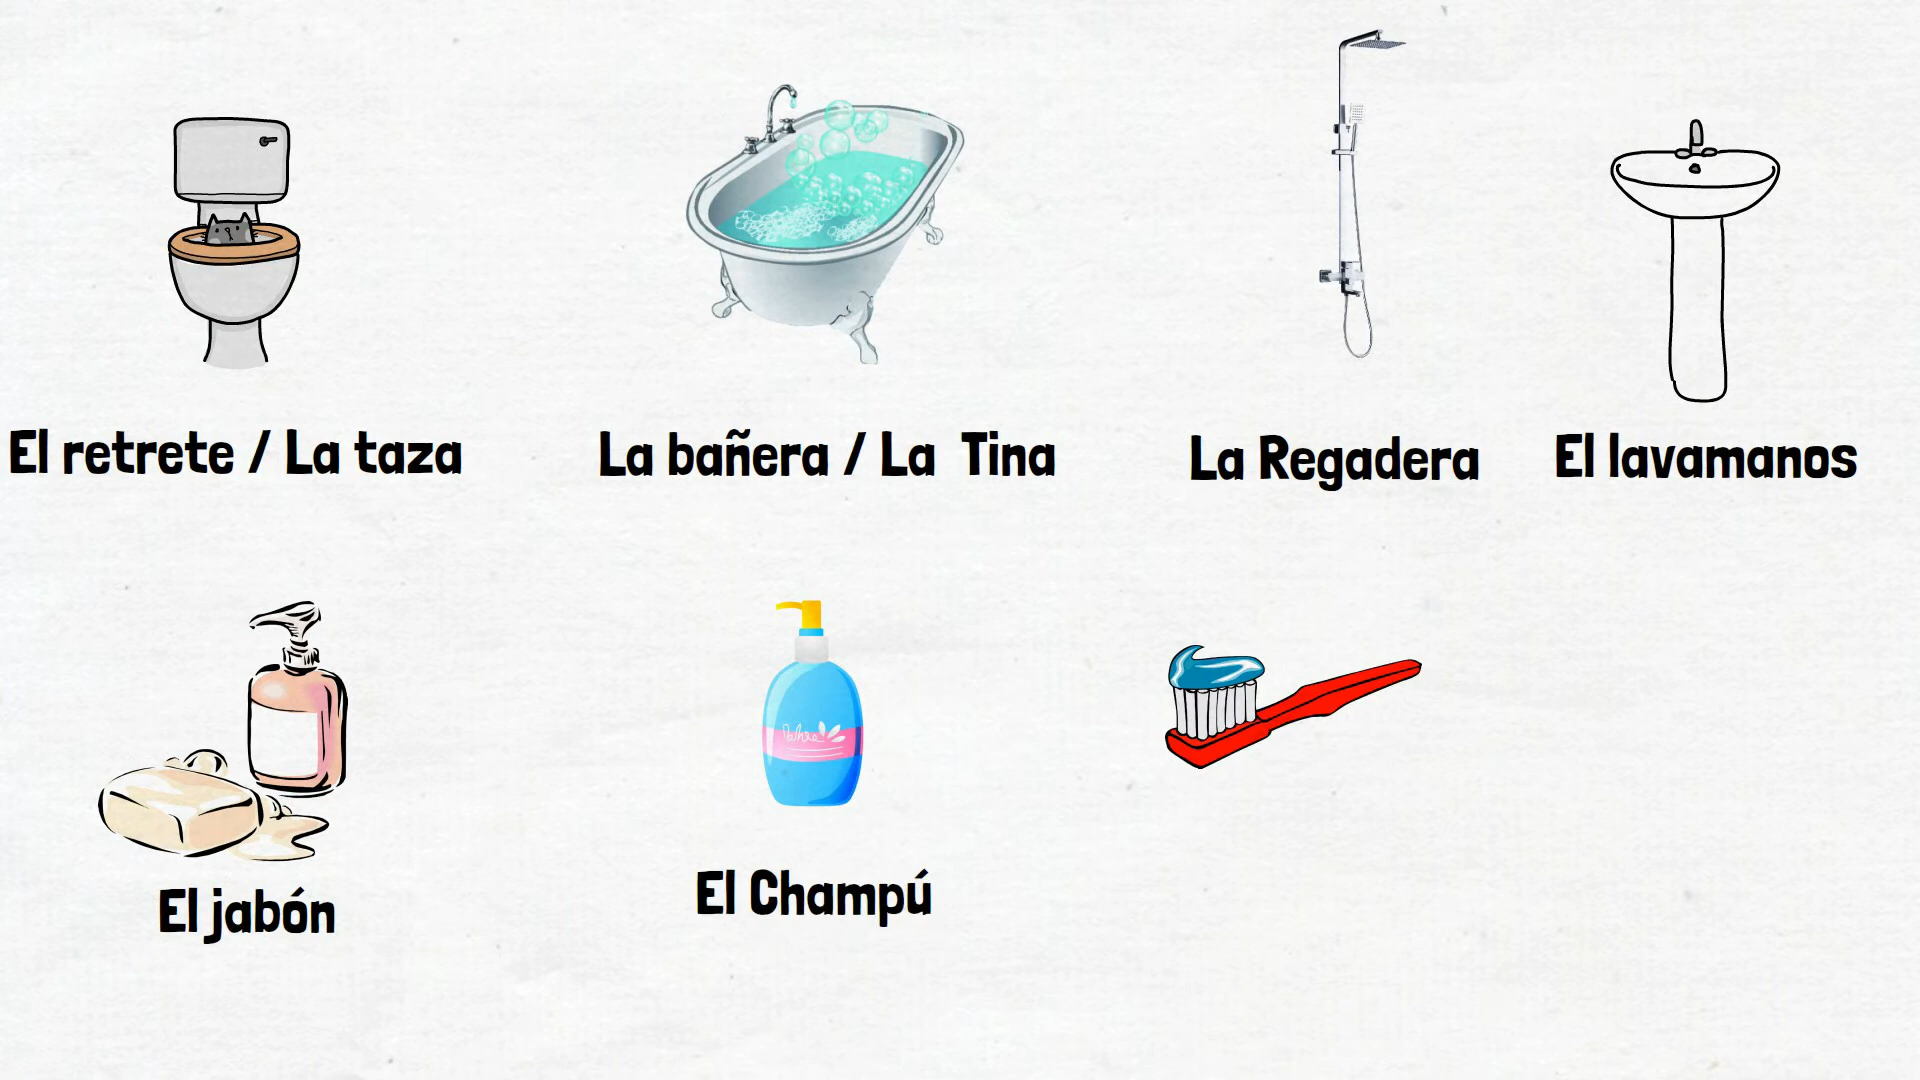 El retrete / La taza
La bañera / La Tina
La Regadera
El lavamanos
El jabón
El Champú